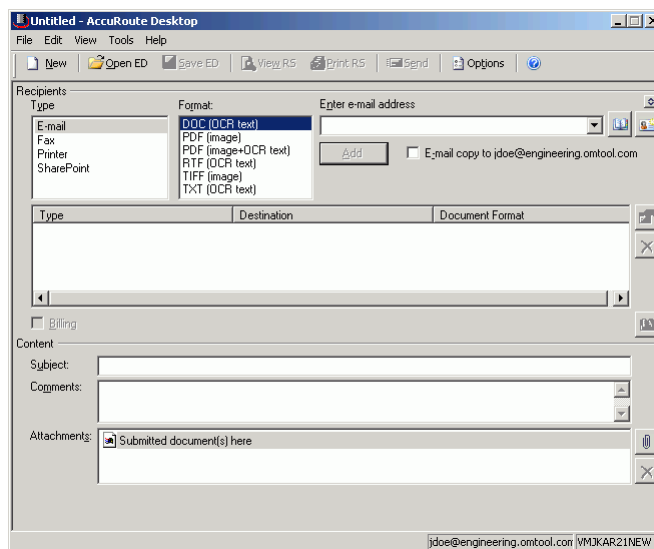 Untitled - AccuRoute Desktop
File Edit View Tools Help
New Open ED Save ED View RS Print RS Send Options
Recipients
Type Format: Enter e-mail address
E-mail
Fax
Printer
SharePoint
DOC (OCR text)
PDF (image)
PDF (image+OCR text)
RTF (OCR text)
TIFF (image)
TXT (OCR text)
Add E-mail copy to jdoe@engineering.omtool.com
Type Destination Document Format
Billing
Content
Subject:
Comments:
Attachments: Submitted document(s) here
jdoe@engineering.omtool.com VMJKAR21NEW